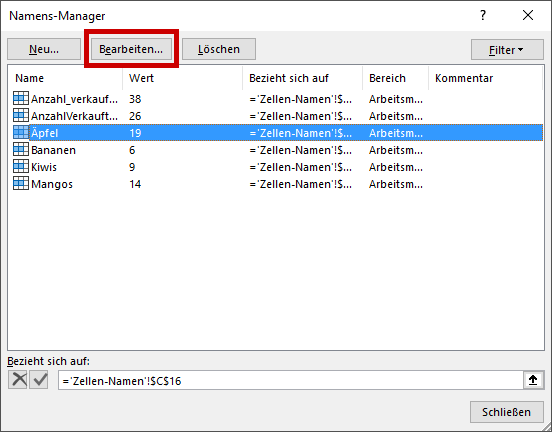 Namens-Manager ?
Neu... Bearbeiten... Löschen Filter
Name Wert Bezieht sich auf Bereich Kommentar
Anzahl_verkauf... 38 ='Zellen-Namen'!$... Arbeitsm...
AnzahlVerkauft... 26 ='Zellen-Namen'!$... Arbeitsm...
Äpfel 19 ='Zellen-Namen'!$... Arbeitsm...
Bananen 6 ='Zellen-Namen'!$... Arbeitsm...
Kiwis 9 ='Zellen-Namen'!$... Arbeitsm...
Mangos 14 ='Zellen-Namen'!$... Arbeitsm...
Bezieht sich auf:
='Zellen-Namen'!$C$16
Schließen